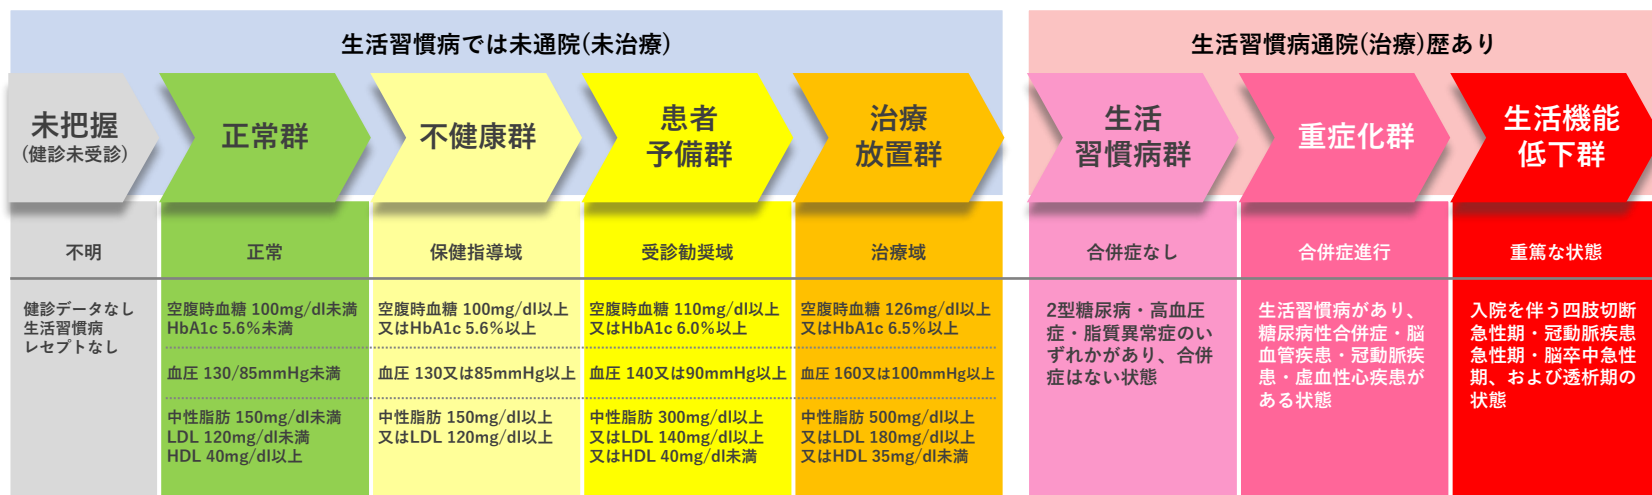 生活習慣病では未通院(未治療)
生活習慣病通院(治療)歴あり
未把握
(健診未受診)
正常群
不健康群
患者
予備群
治療
放置群
生活
習慣病群
重症化群
生活機能
低下群
不明
正常
保健指導域
受診勧奨域
治療域
合併症なし
合併症進行
重篤な状態
健診データなし
生活習慣病
レセプトなし
空腹時血糖 100mg/dl未満
HbA1c 5.6%未満
血圧 130/85mmHg未満
中性脂肪 150mg/dl未満
LDL 120mg/dl未満
HDL 40mg/dl以上
空腹時血糖 100mg/dl以上
又はHbA1c 5.6%以上
血圧 130又は85mmHg以上
中性脂肪 150mg/dl以上
又はLDL 120mg/dl以上
空腹時血糖 110mg/dl以上
又はHbA1c 6.0%以上
血圧 140又は90mmHg以上
中性脂肪 300mg/dl以上
又はLDL 140mg/dl以上
又はHDL 40mg/dl未満
空腹時血糖 126mg/dl以上
又はHbA1c 6.5%以上
血圧 160又は100mmHg以上
中性脂肪 500mg/dl以上
又はLDL 180mg/dl以上
又はHDL 35mg/dl未満
2型糖尿病・高血圧
症・脂質異常症のい
ずれかがあり、合併
症はない状態
生活習慣病があり、
糖尿病性合併症・脳
血管疾患・冠動脈疾
患・虚血性心疾患が
ある状態
入院を伴う四肢切断
急性期・冠動脈疾患
急性期・脳卒中急性
期、および透析期の
状態